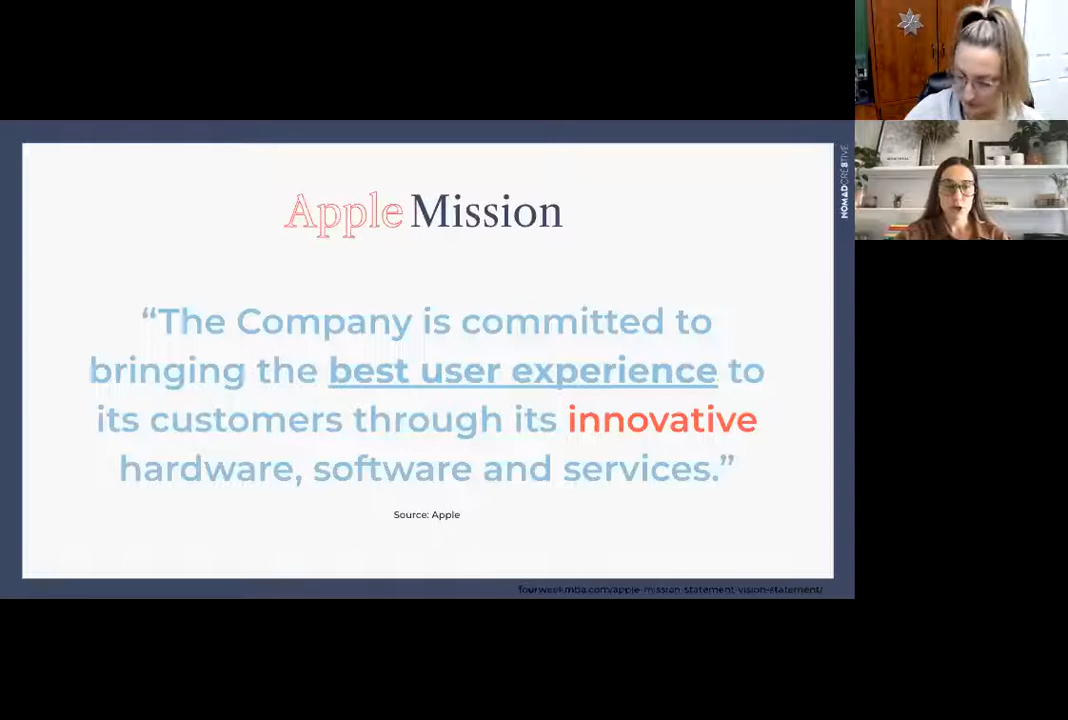 Apple Mission
“The Company is committed to
bringing the best user experience to
its customers through its innovative
hardware, software and services.”
Source: Apple
fourweekmba.com/apple-mission-statement-vision-statement/
NOMADCRE8TIVE